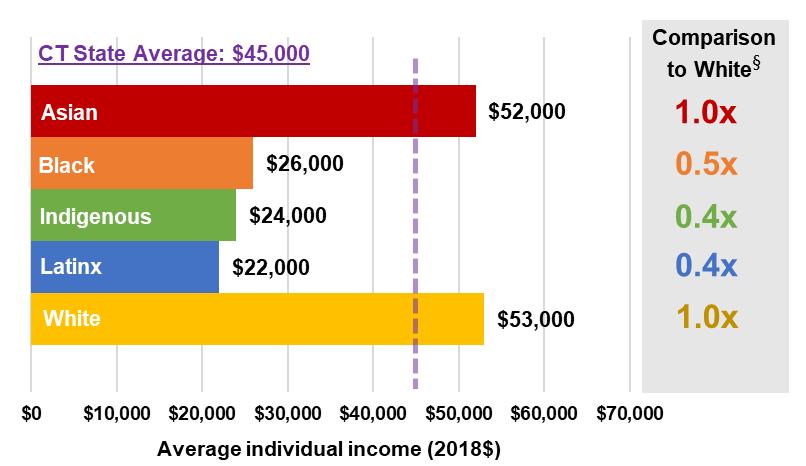 CT State Average: $45,000
Comparison
to White§
Asian $52,000 1.0x
Black $26,000 0.5x
Indigenous $24,000 0.4x
Latinx $22,000 0.4x
White $53,000 1.0x
$0 $10,000 $20,000 $30,000 $40,000 $50,000 $60,000 $70,000
Average individual income (2018$)